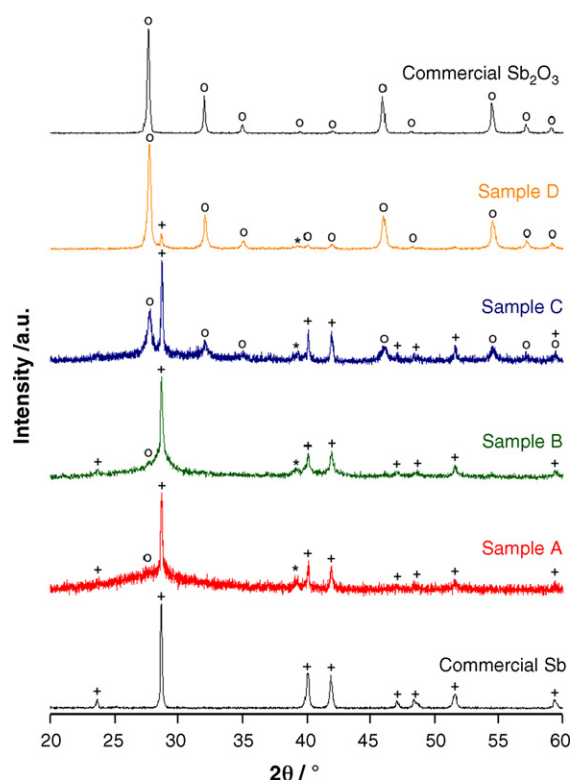 Commercial Sb₂O₃
Sample D
Sample C
Sample B
Sample A
Commercial Sb
Intensity /a.u.
20 25 30 35 40 45 50 55 60
2θ / °